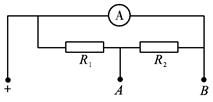 A
R₁ R₂
+ A B